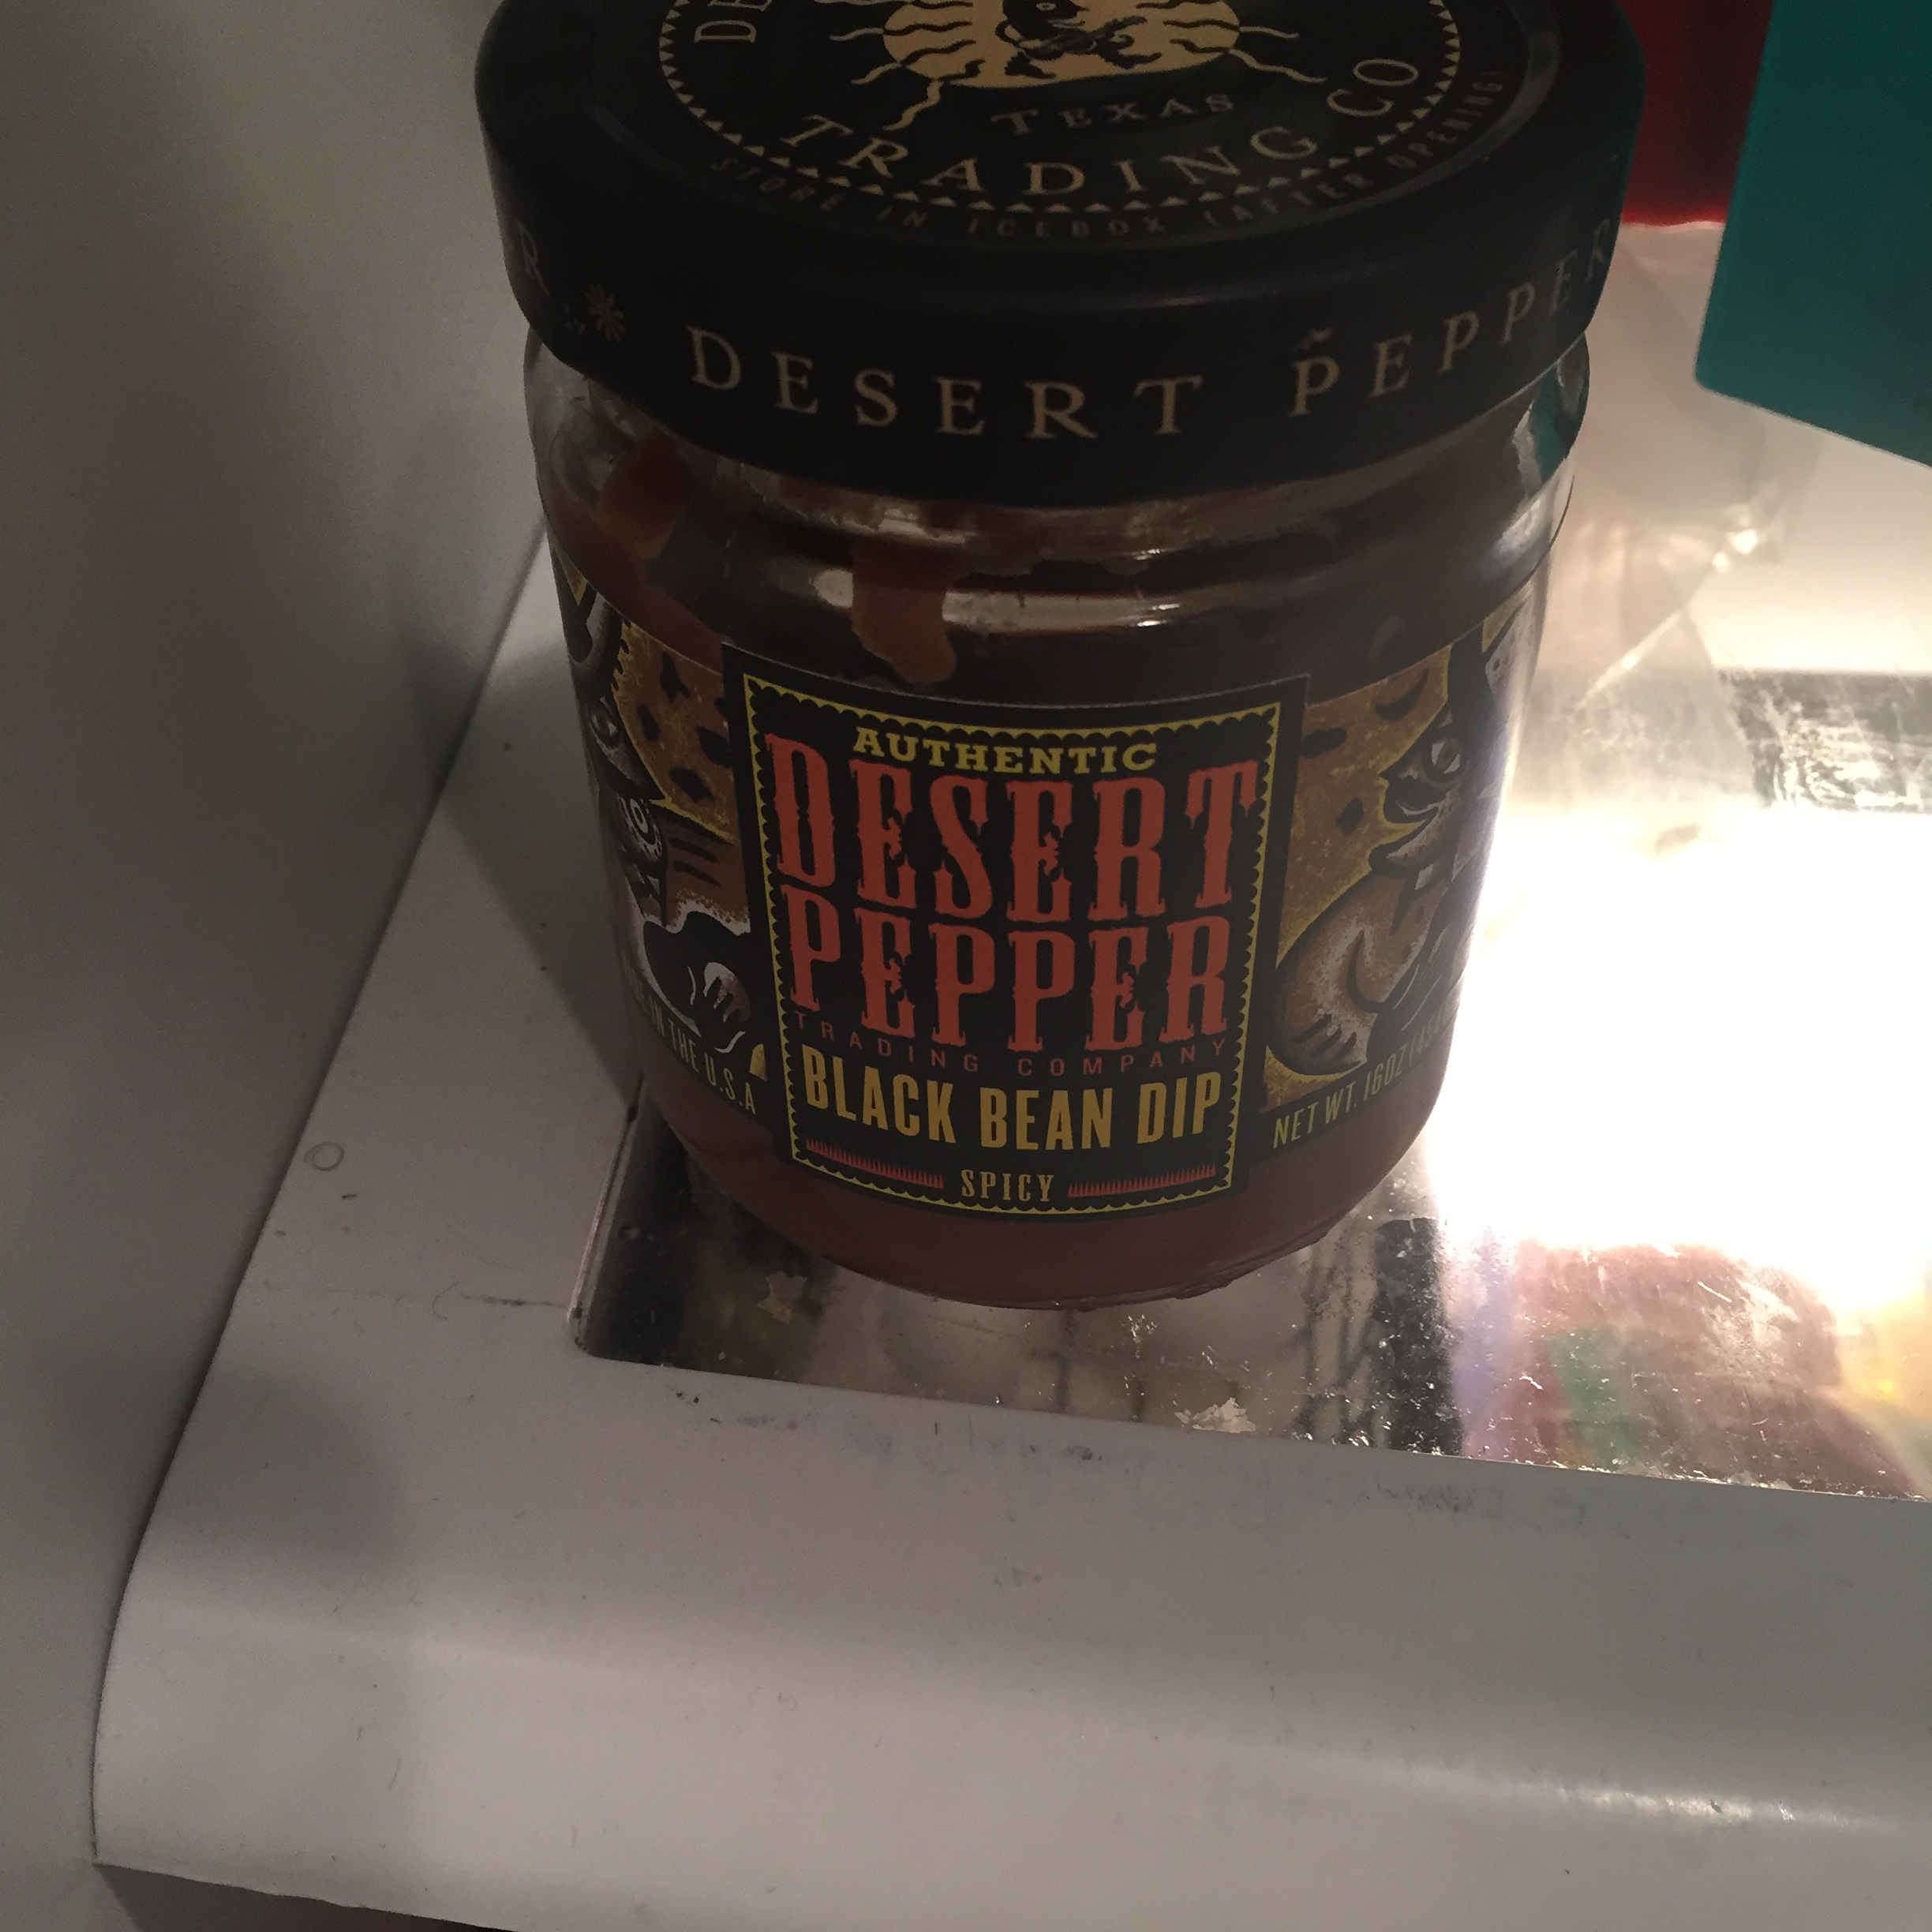 TEXAS
TRADING CO
STORE IN ICEBOX (AFTER OPENING)
R * DESERT PEPPER
AUTHENTIC
DESERT
PEPPER
TRADING COMPANY
BLACK BEAN DIP
SPICY
IN THE U.S.A
NET WT. 16OZ